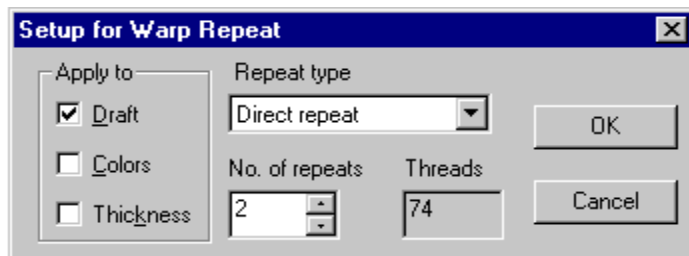 Setup for Warp Repeat
Apply to
Draft
Colors
Thickness
Repeat type
Direct repeat
No. of repeats
2
Threads
74
OK
Cancel